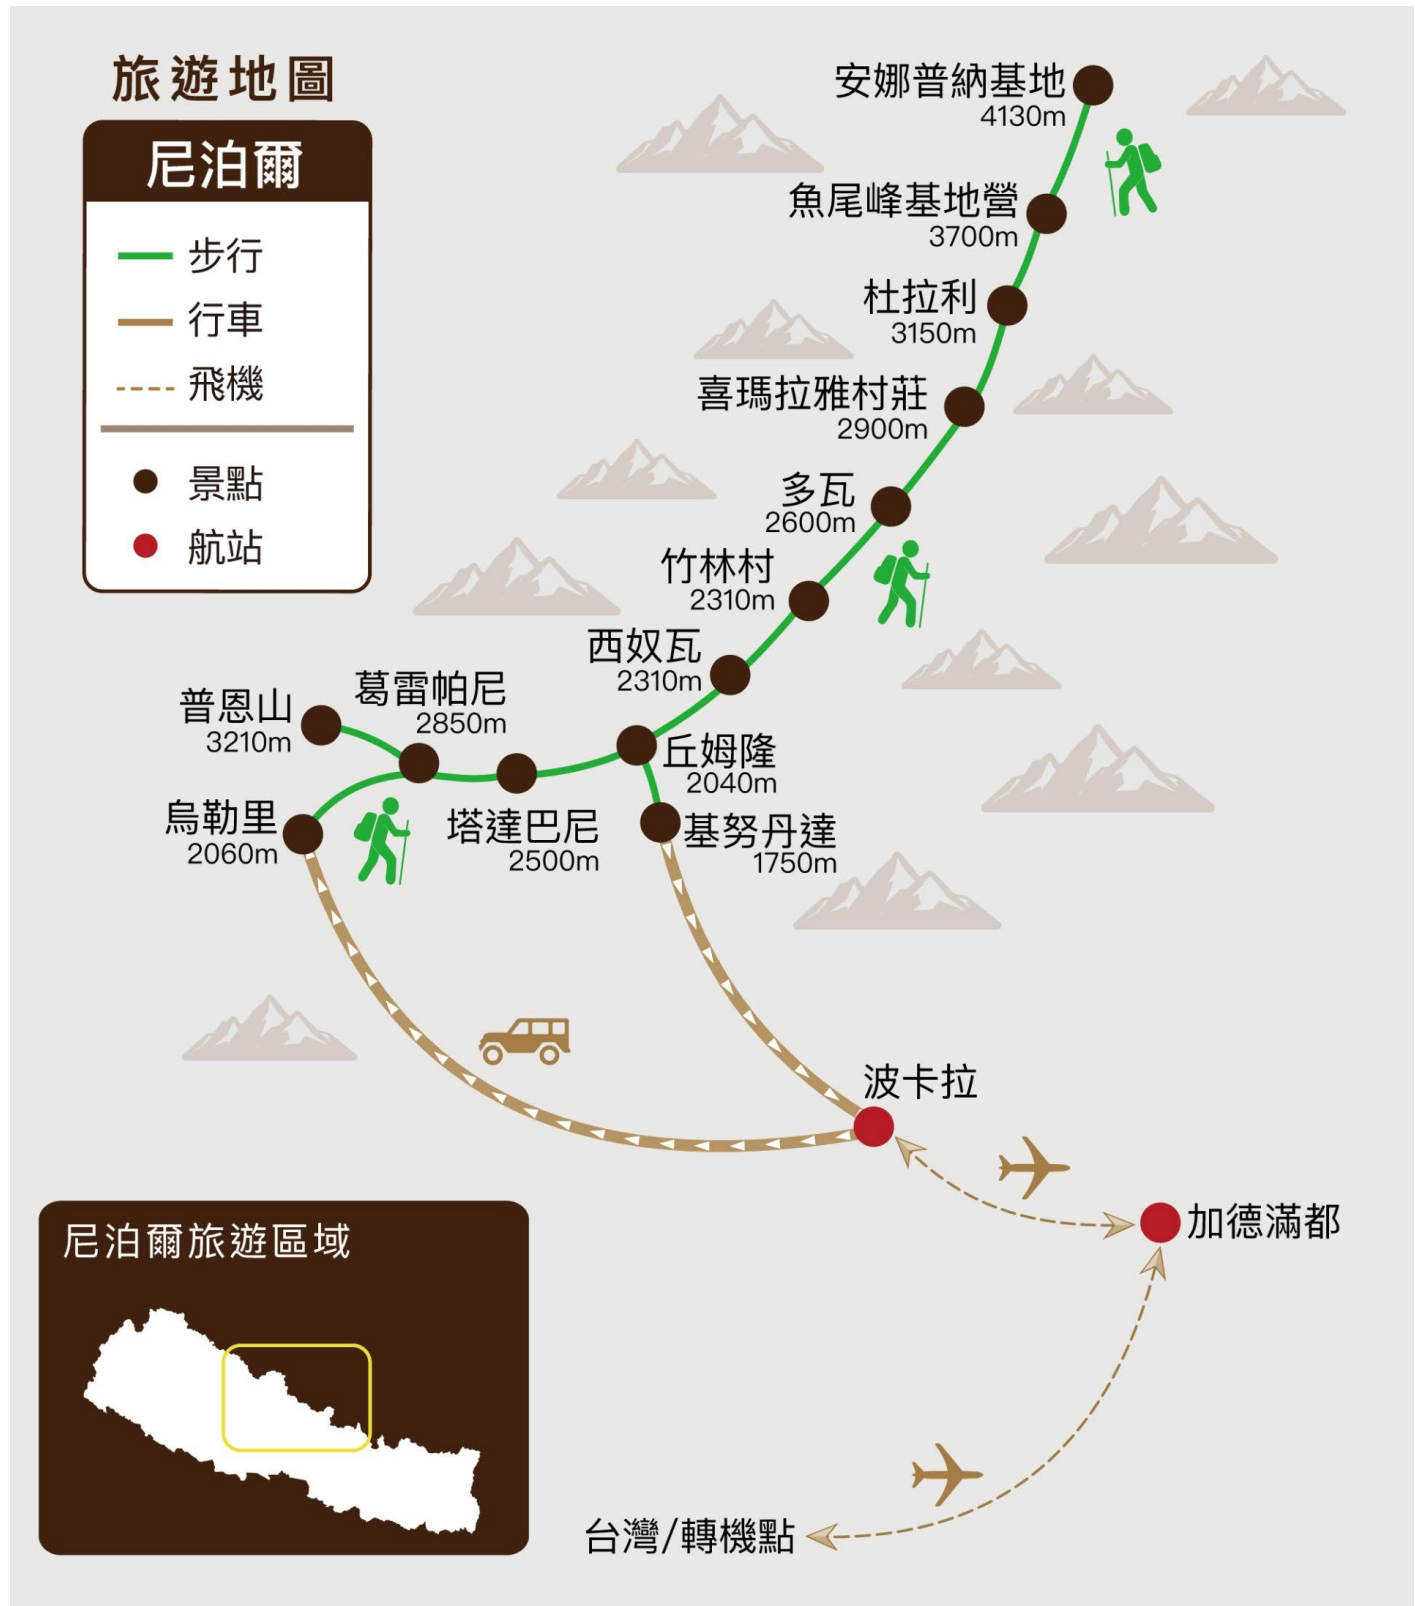 旅遊地圖
尼泊爾
步行
行車
飛機
景點
航站
安娜普納基地
4130m
魚尾峰基地營
3700m
杜拉利
3150m
喜瑪拉雅村莊
2900m
多瓦
2600m
竹林村
2310m
西奴瓦
2310m
葛雷帕尼
2850m
普恩山
3210m
丘姆隆
2040m
烏勒里
2060m
塔達巴尼
2500m
基努丹達
1750m
波卡拉
加德滿都
尼泊爾旅遊區域
台灣/轉機點